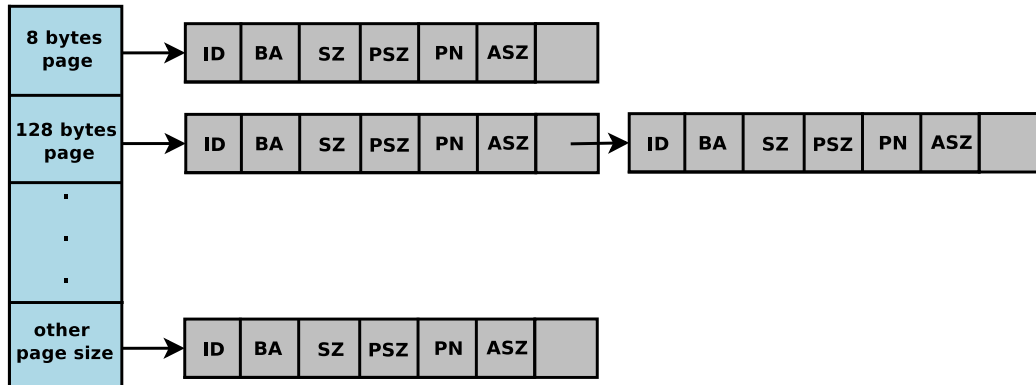 8 bytes
page
ID BA SZ PSZ PN ASZ
128 bytes
page
ID BA SZ PSZ PN ASZ
ID BA SZ PSZ PN ASZ
.
.
.
other
page size
ID BA SZ PSZ PN ASZ